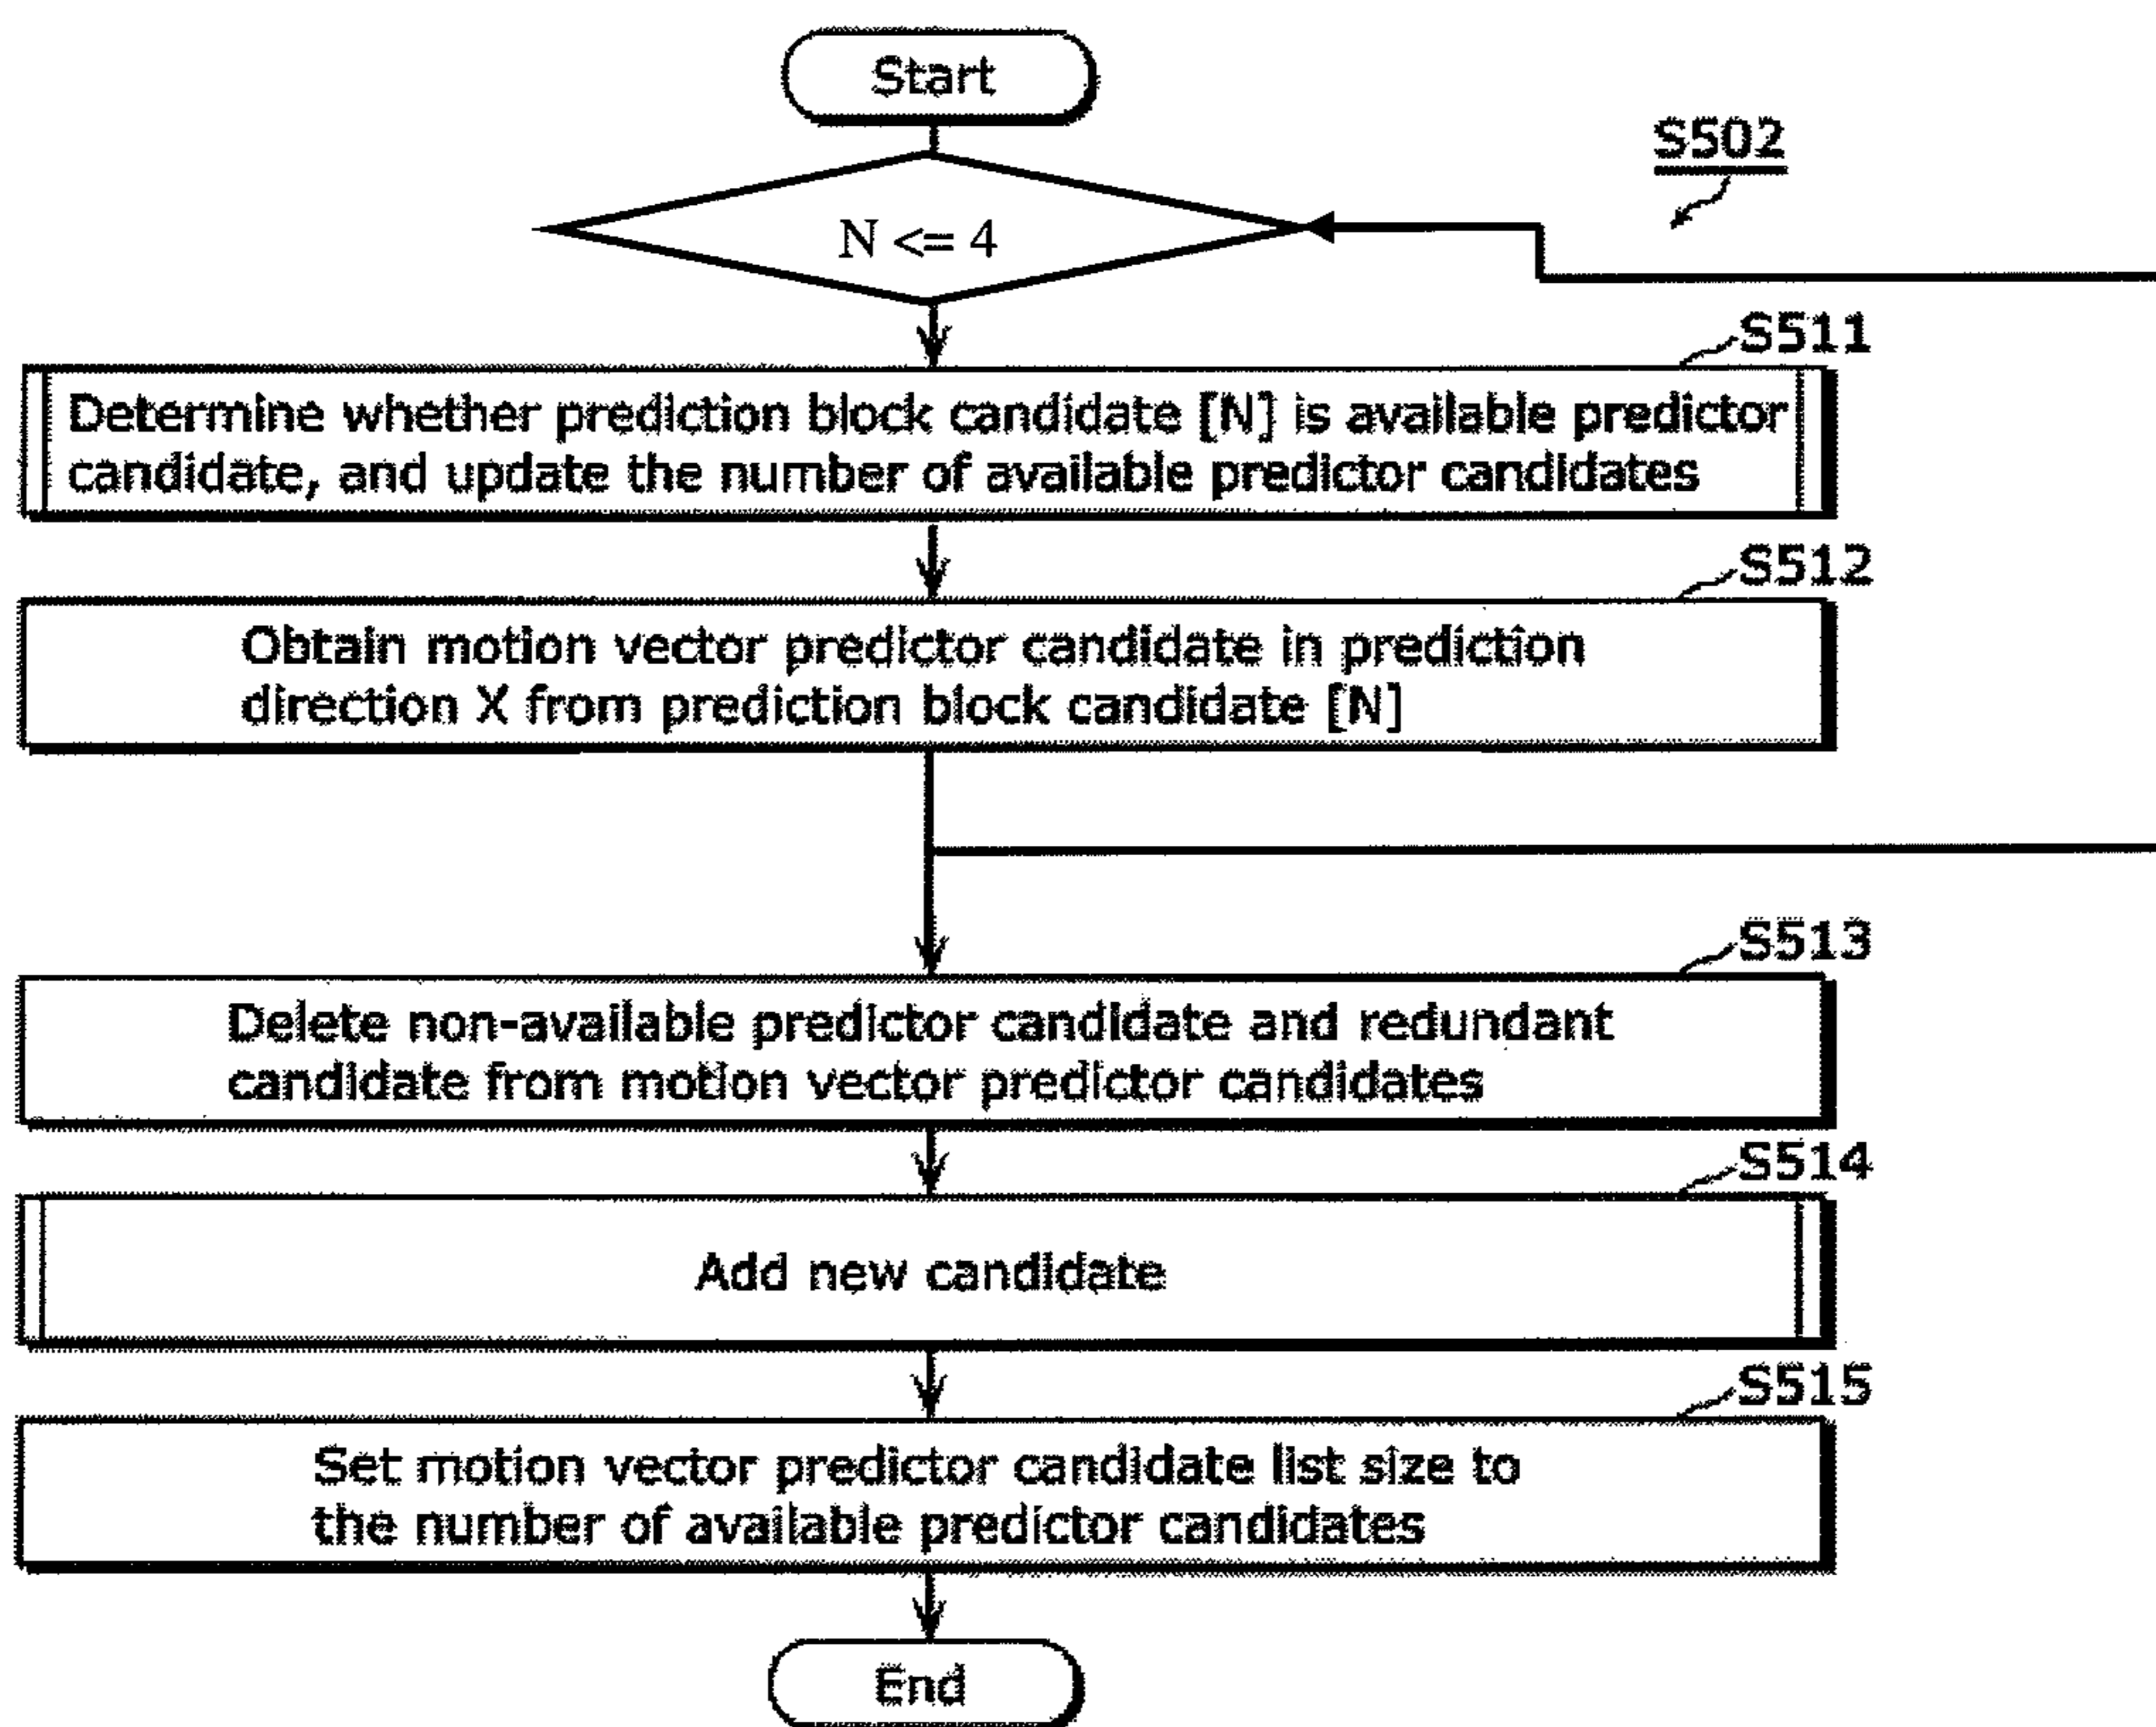 Start
S502
N <= 4
S511
Determine whether prediction block candidate [N] is available predictor
candidate, and update the number of available predictor candidates
S512
Obtain motion vector predictor candidate in prediction
direction X from prediction block candidate [N]
S513
Delete non-available predictor candidate and redundant
candidate from motion vector predictor candidates
S514
Add new candidate
S515
Set motion vector predictor candidate list size to
the number of available predictor candidates
End